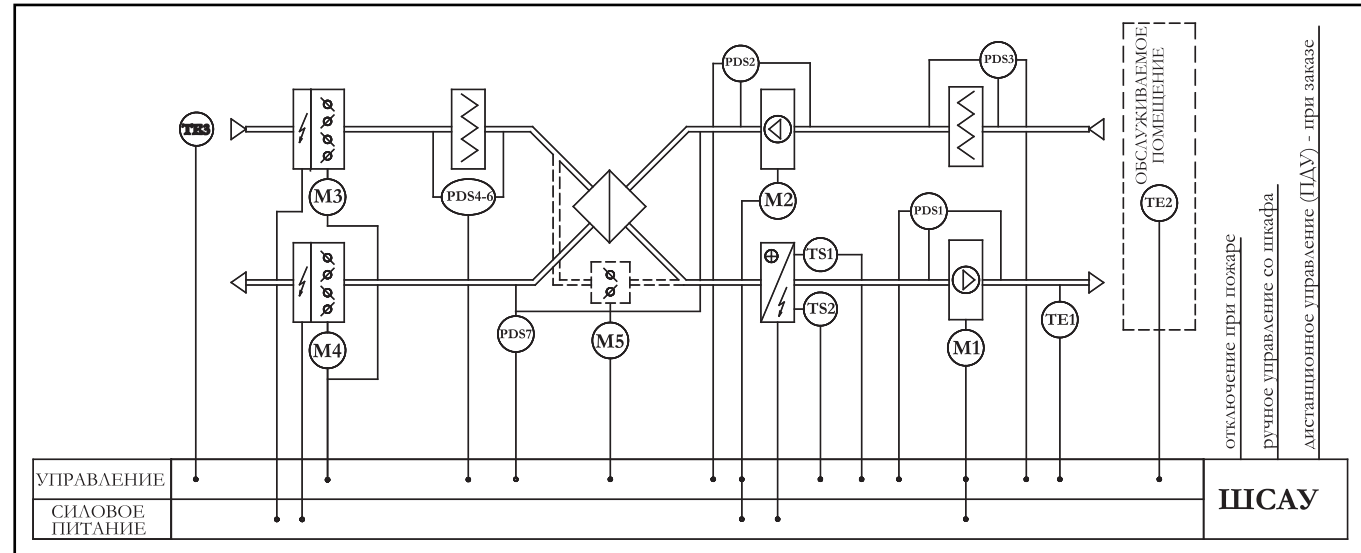 PDS2
PDS3
ОБСЛУЖИВАЕМОЕ
ПОМЕЩЕНИЕ
TE3
M3
PDS4-6
M2
PDS1
TE2
TS1
TS2
M4
PDS7
M5
M1
TE1
отключение при пожаре
ручное управление со шкафа
дистанционное управление (ПДУ) - при заказе
УПРАВЛЕНИЕ
СИЛОВОЕ
ПИТАНИЕ
ШСАУ